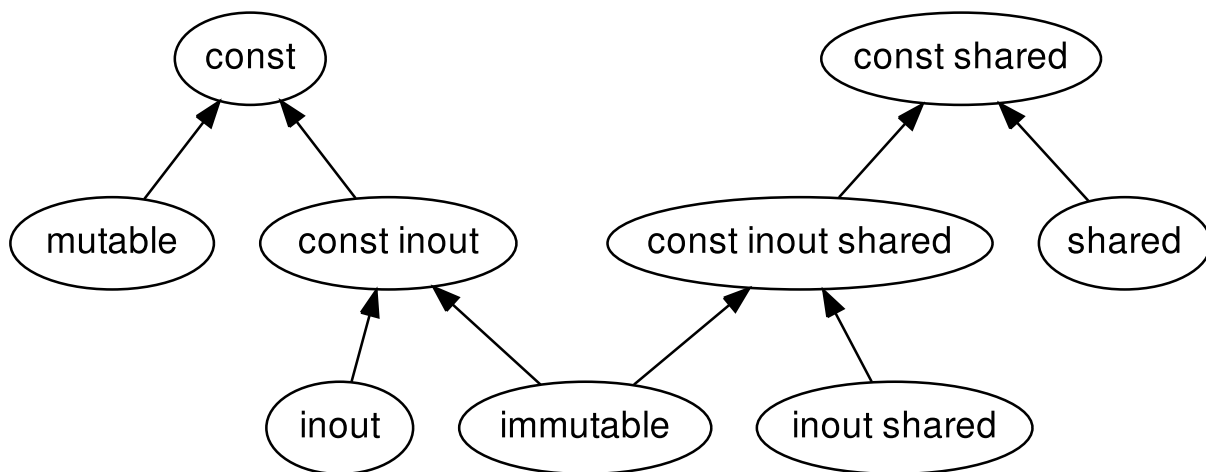 const
const shared
mutable
const inout
const inout shared
shared
inout
immutable
inout shared